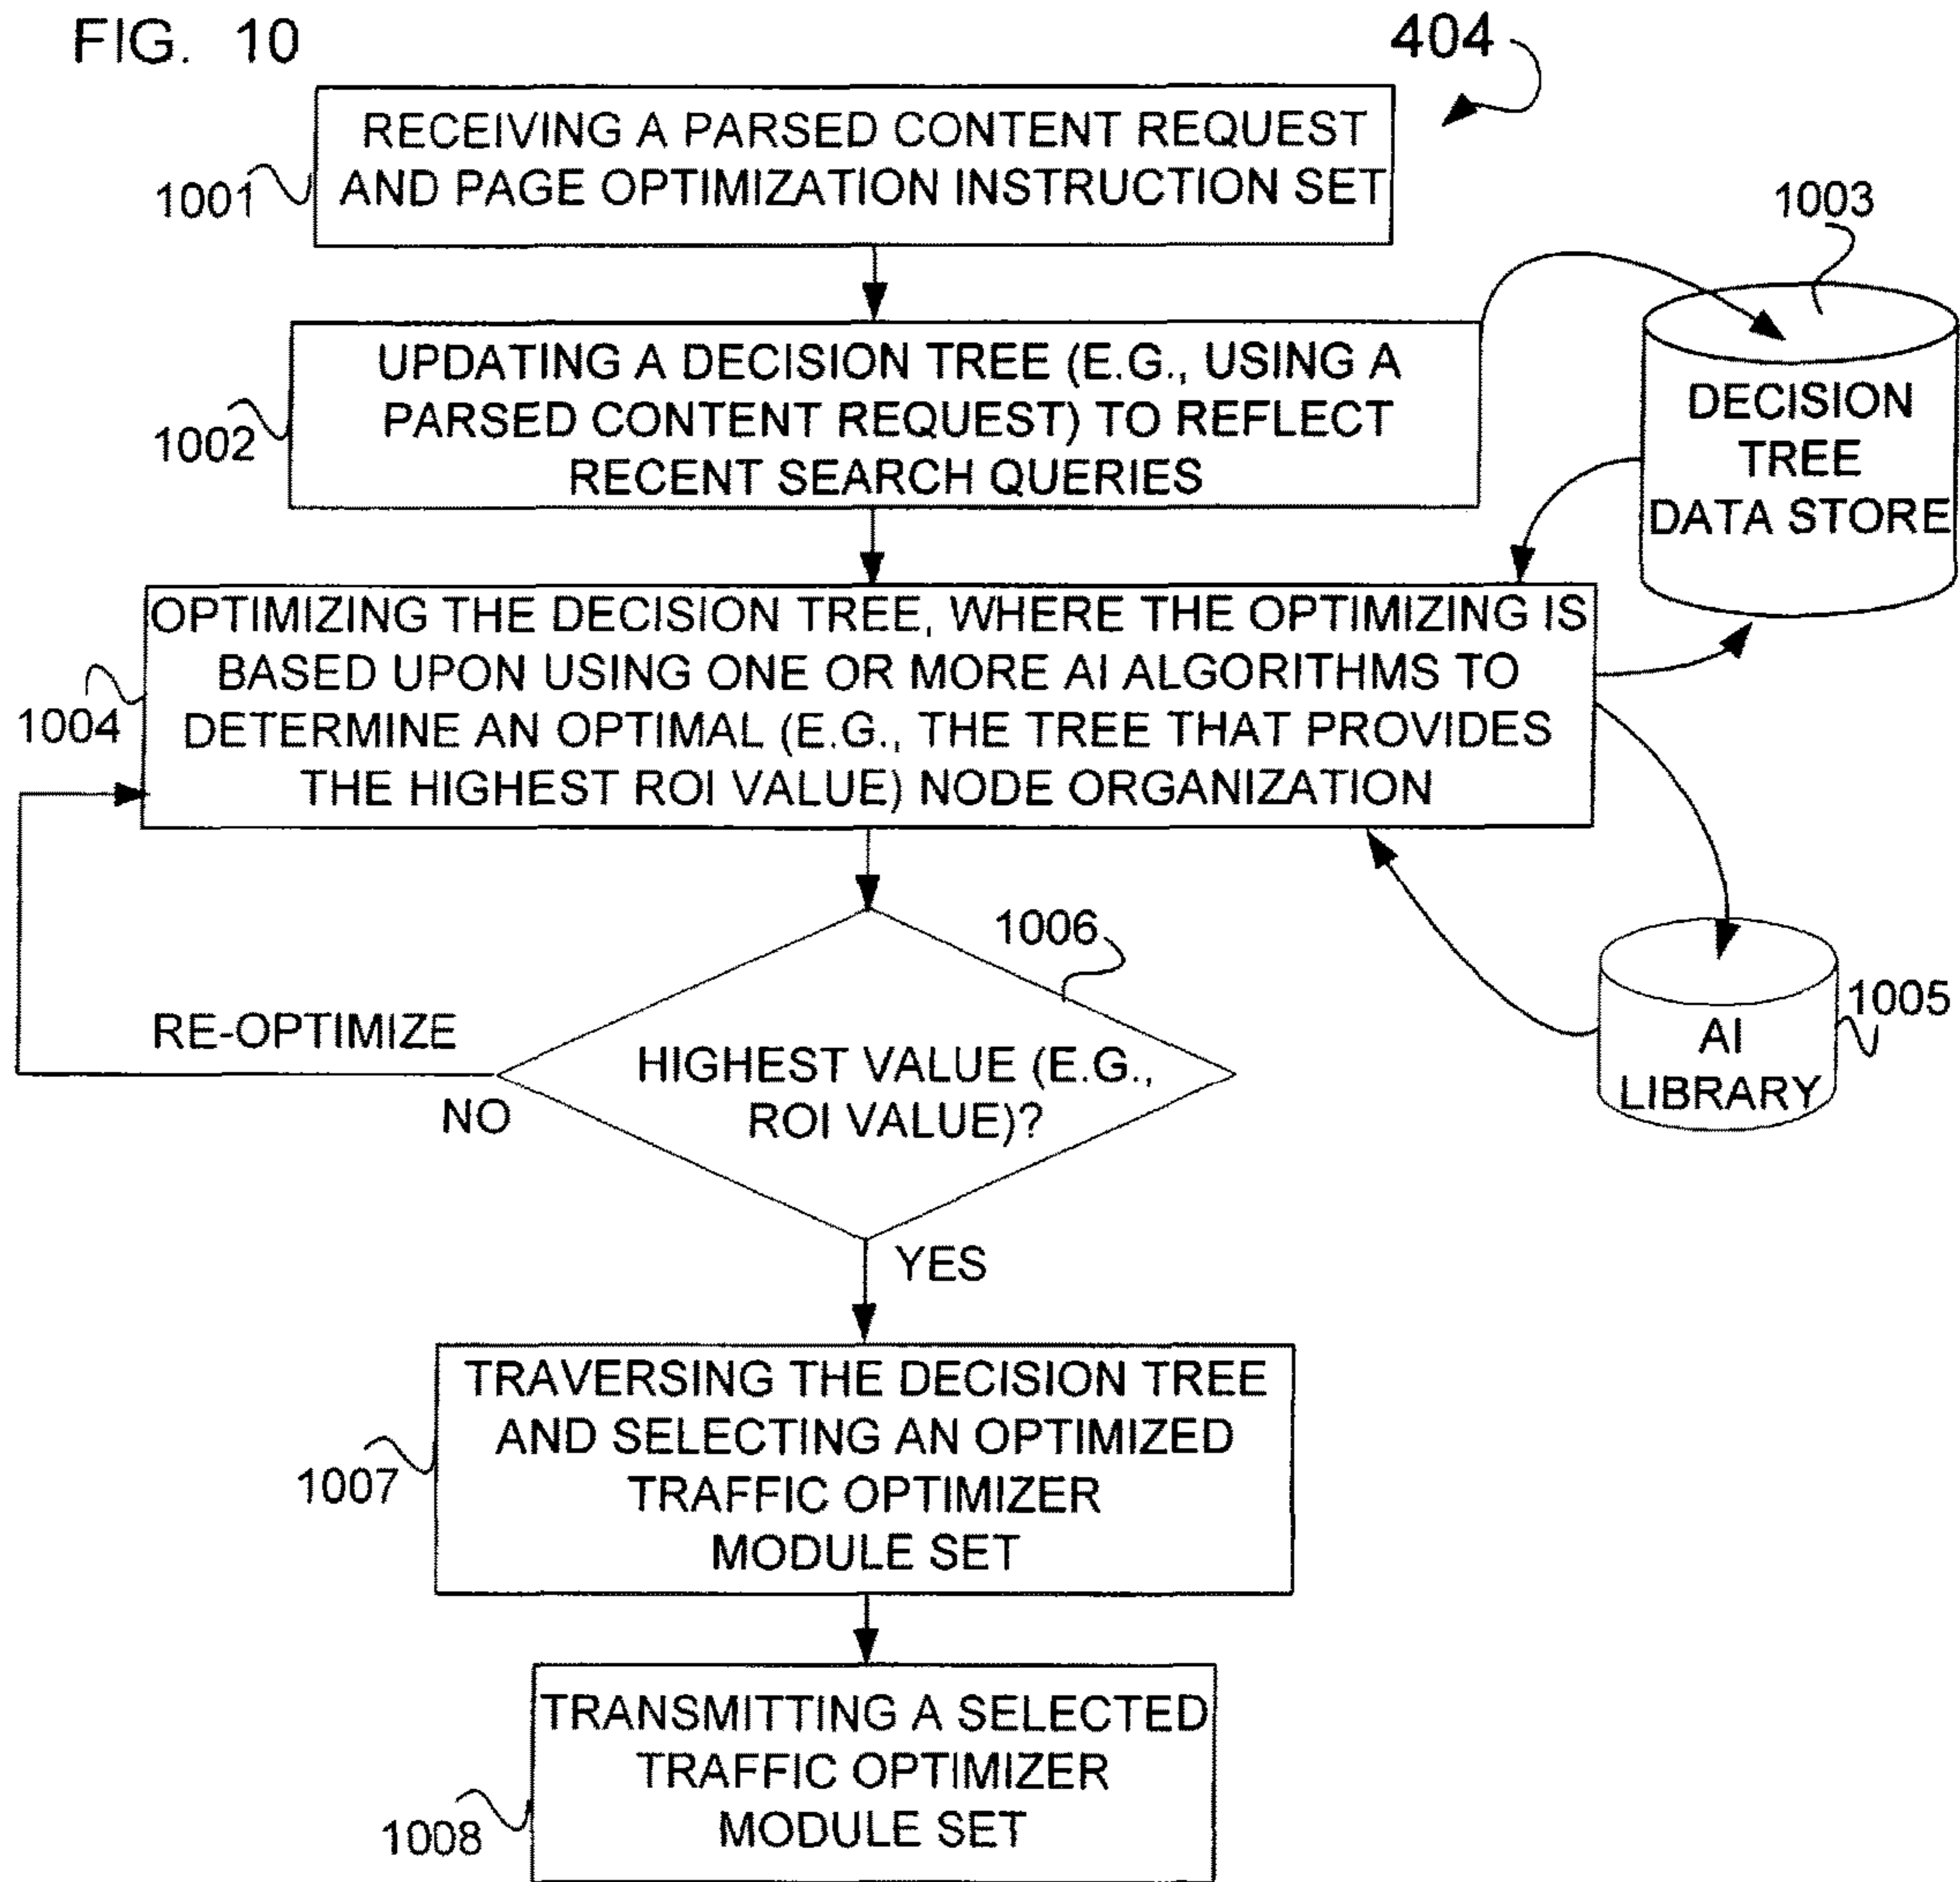 FIG. 10
404
RECEIVING A PARSED CONTENT REQUEST
AND PAGE OPTIMIZATION INSTRUCTION SET
1001
1003
UPDATING A DECISION TREE (E.G., USING A
PARSED CONTENT REQUEST) TO REFLECT
RECENT SEARCH QUERIES
1002
DECISION
TREE
DATA STORE
OPTIMIZING THE DECISION TREE, WHERE THE OPTIMIZING IS
BASED UPON USING ONE OR MORE AI ALGORITHMS TO
DETERMINE AN OPTIMAL (E.G., THE TREE THAT PROVIDES
THE HIGHEST ROI VALUE) NODE ORGANIZATION
1004
1006
RE-OPTIMIZE
NO
HIGHEST VALUE (E.G.,
ROI VALUE)?
1005
AI
LIBRARY
YES
TRAVERSING THE DECISION TREE
AND SELECTING AN OPTIMIZED
TRAFFIC OPTIMIZER
MODULE SET
1007
TRANSMITTING A SELECTED
TRAFFIC OPTIMIZER
MODULE SET
1008